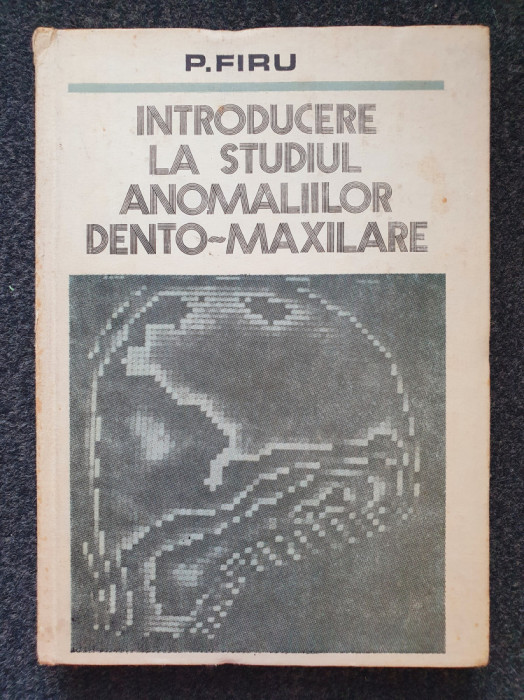 P.FIRU
INTRODUCERE
LA STUDIUL
ANOMALIILOR
DENTO-MAXILARE